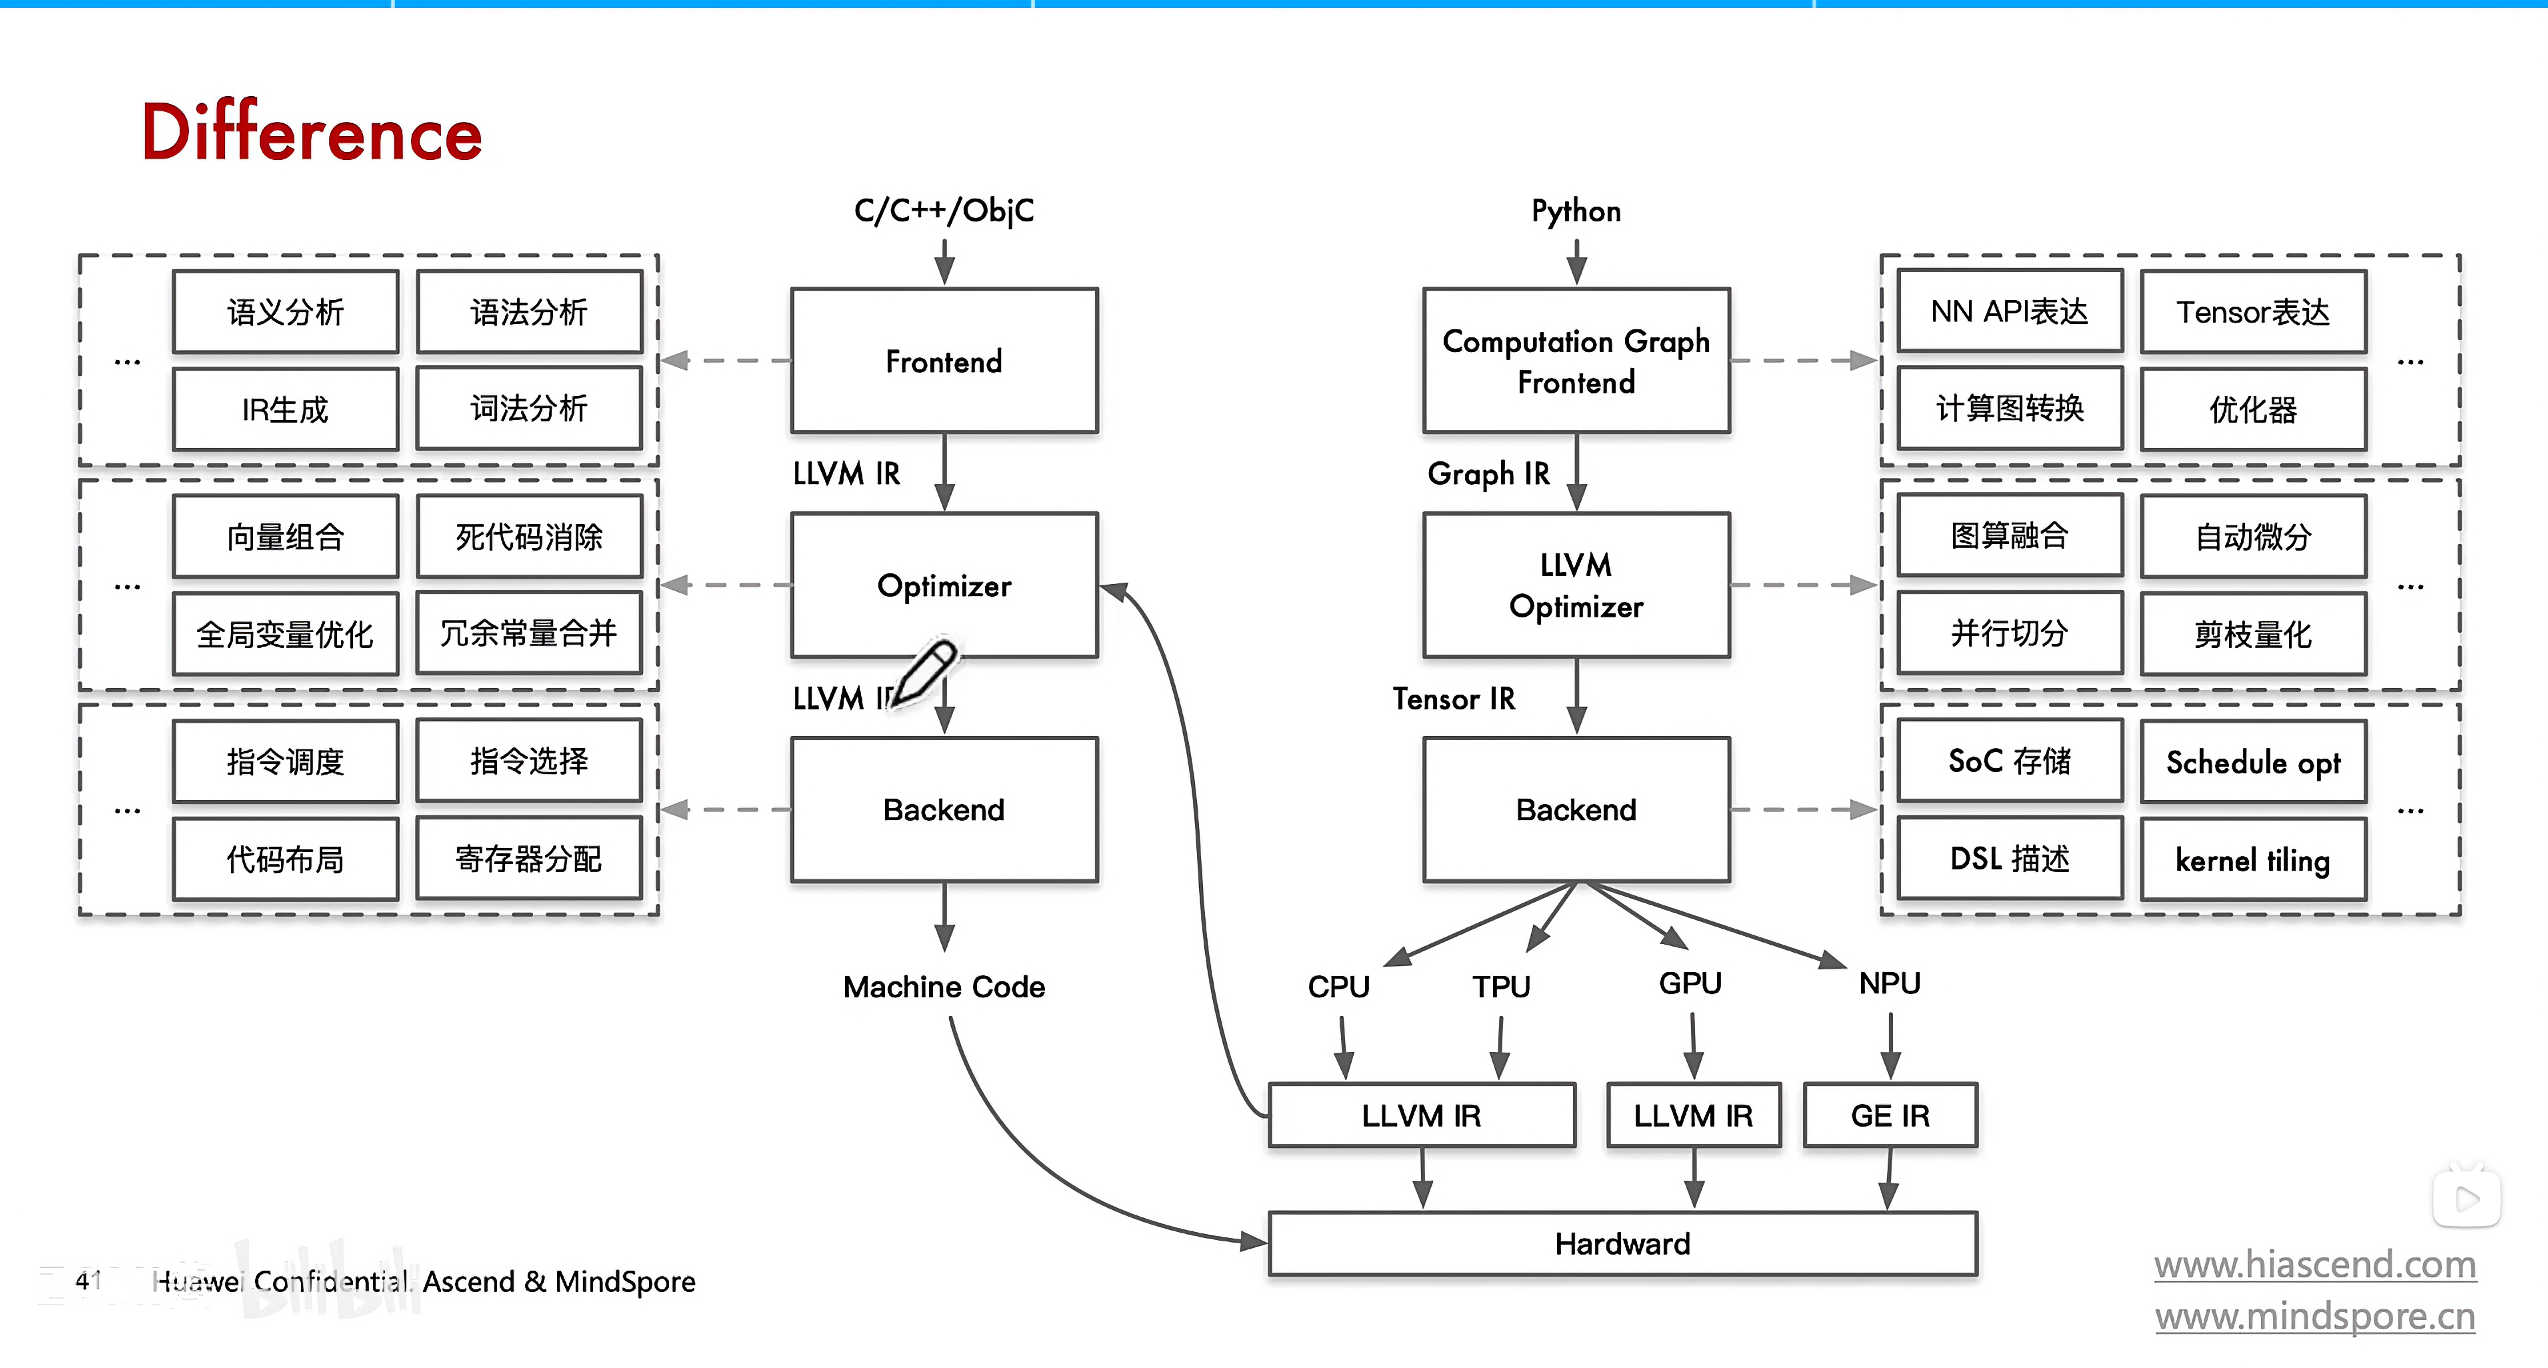 Difference
C/C++/ObjC
Python
语义分析
语法分析
...
IR生成
词法分析
Frontend
Computation Graph
Frontend
NN API表达
Tensor表达
...
计算图转换
优化器
LLVM IR
Graph IR
向量组合
死代码消除
...
全局变量优化
冗余常量合并
Optimizer
LLVM
Optimizer
图算融合
自动微分
...
并行切分
剪枝量化
LLVM
Tensor IR
指令调度
指令选择
...
代码布局
寄存器分配
Backend
Backend
SoC 存储
Schedule opt
...
DSL 描述
kernel tiling
Machine Code
CPU
TPU
GPU
NPU
LLVM IR
LLVM IR
GE IR
Hardward
41
Huawei Confidential. Ascend & MindSpore
bilibili
www.hiascend.com
www.mindspore.cn